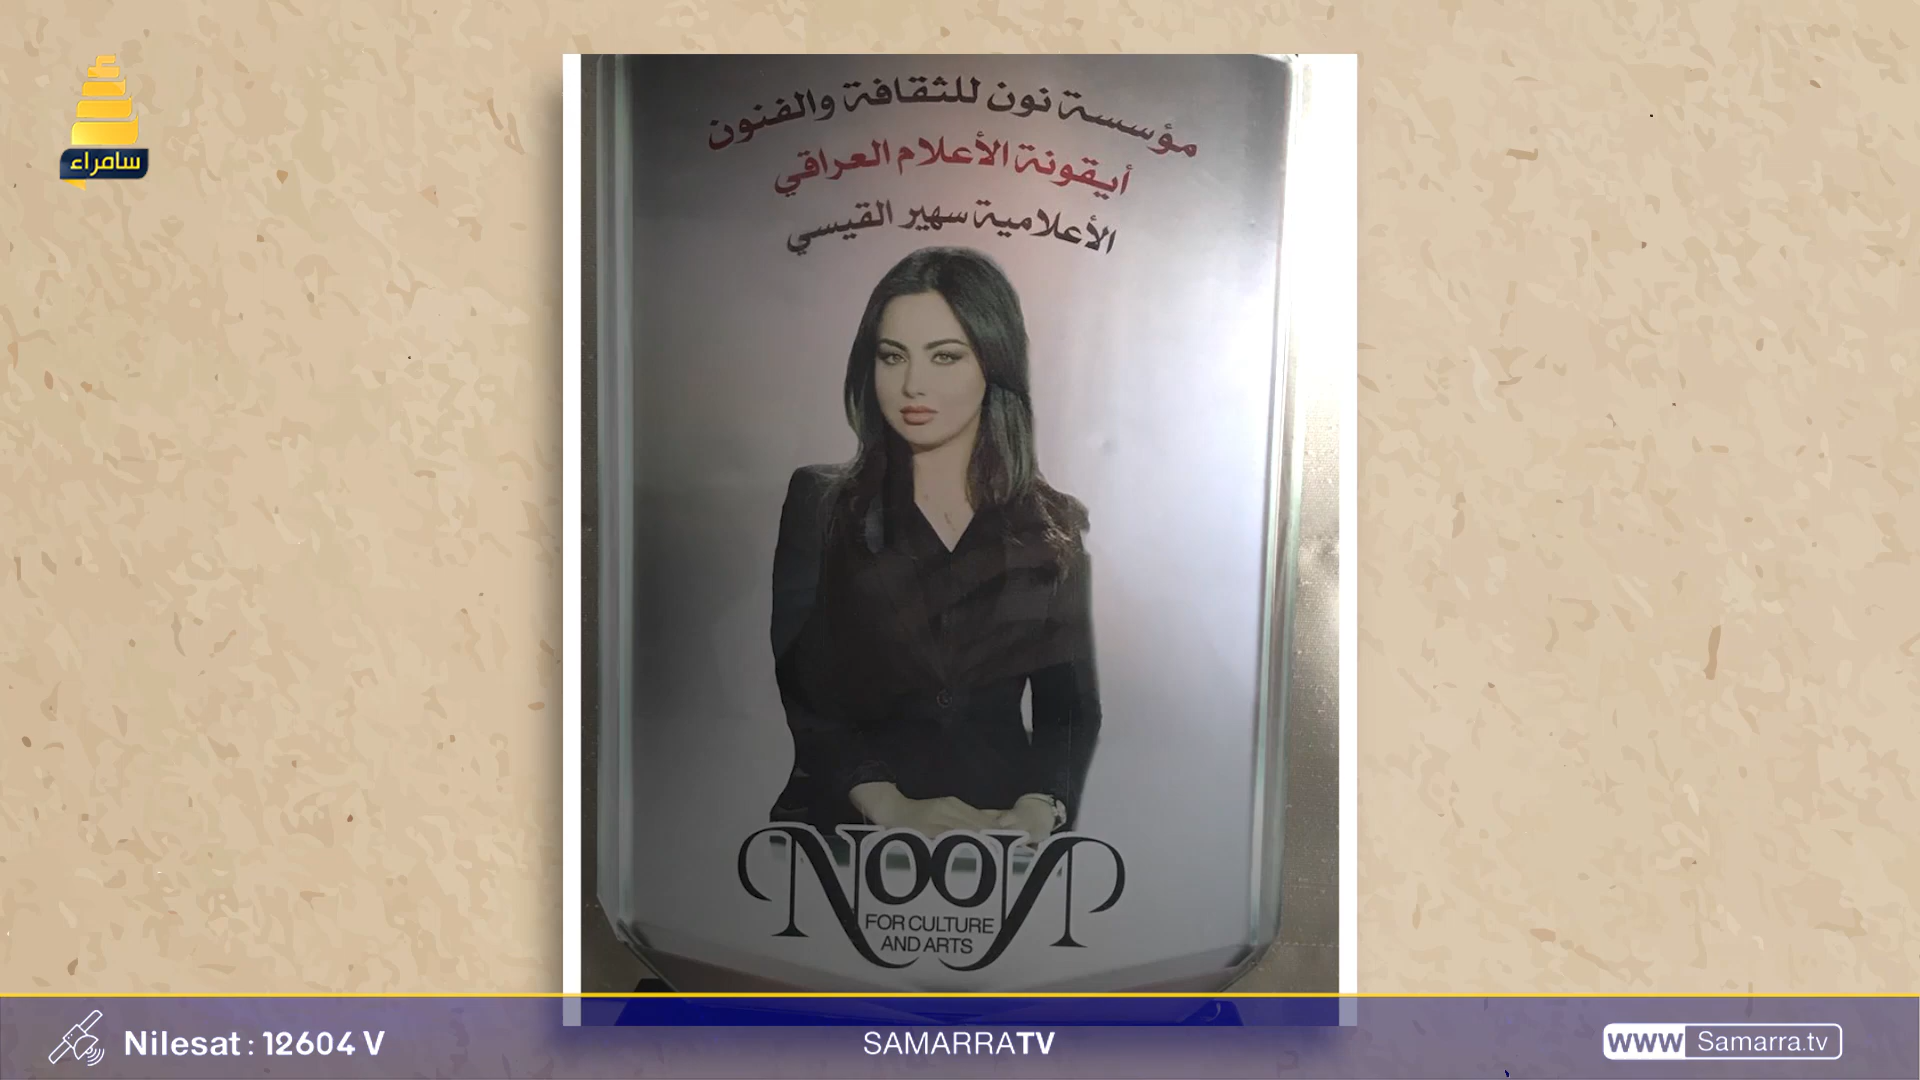 سامراء
مؤسسة نون للثقافة والفنون
أيقونة الأعلام العراقي
الأعلامية سهير القيسي
NOON
FOR CULTURE
AND ARTS
Nilesat : 12604 V
SAMARRATV
www Samarra.tv